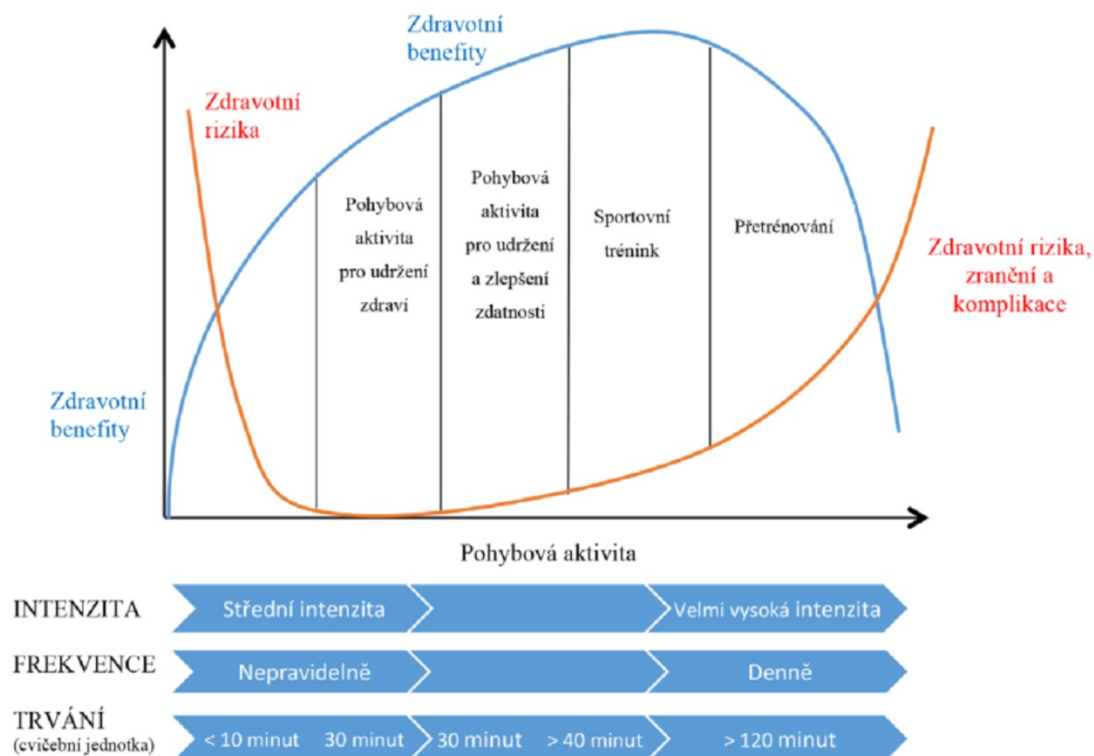 Zdravotní
benefity
Zdravotní
rizika
Pohybová
aktivita
pro udržení
zdraví
Pohybová
aktivita
pro udržení
a zlepšení
zdatnosti
Sportovní
trénink
Přetrénování
Zdravotní rizika,
zranění a
komplikace
Zdravotní
benefity
Pohybová aktivita
INTENZITA
Střední intenzita
Velmi vysoká intenzita
FREKVENCE
Nepravidelně
Denně
TRVÁNÍ
(cvičební jednotka)
< 10 minut
30 minut
30 minut
> 40 minut
> 120 minut